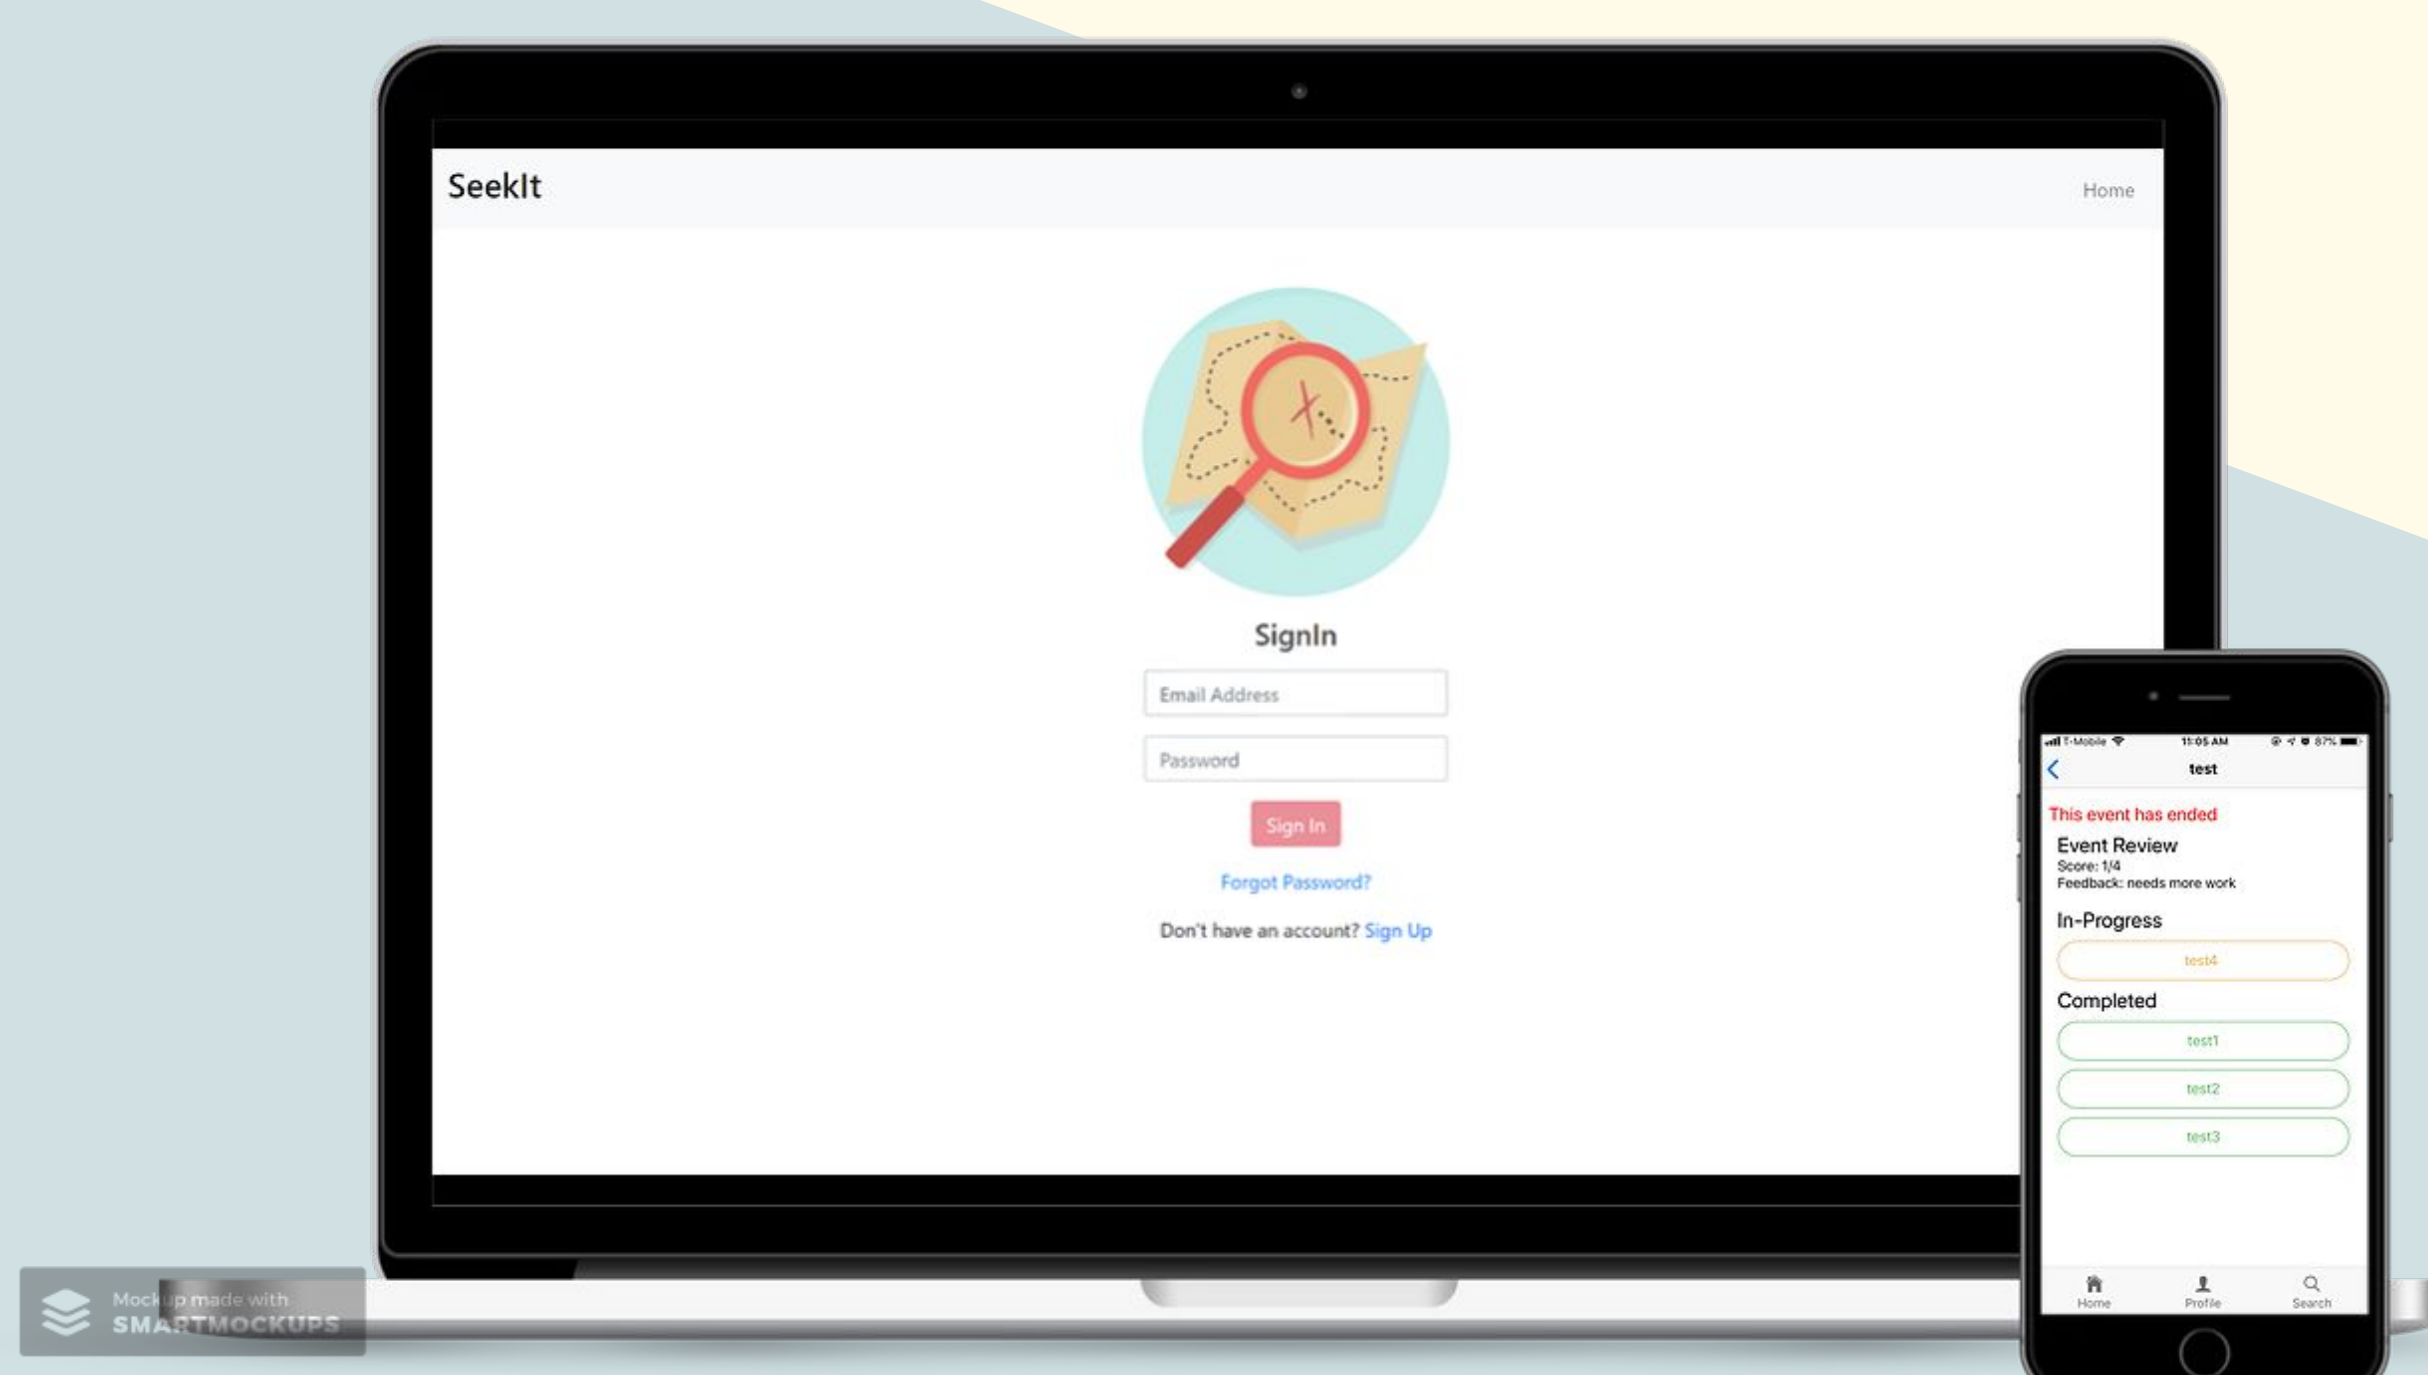 SeekIt
Home
SignIn
Email Address
Password
Sign In
Forgot Password?
Don't have an account? Sign Up
T-Mobile 11:05 AM 87%
test
This event has ended
Event Review
Score: 1/4
Feedback: needs more work
In-Progress
test4
Completed
test1
test2
test3
Home Profile Search
Mockup made with
SMARTMOCKUPS